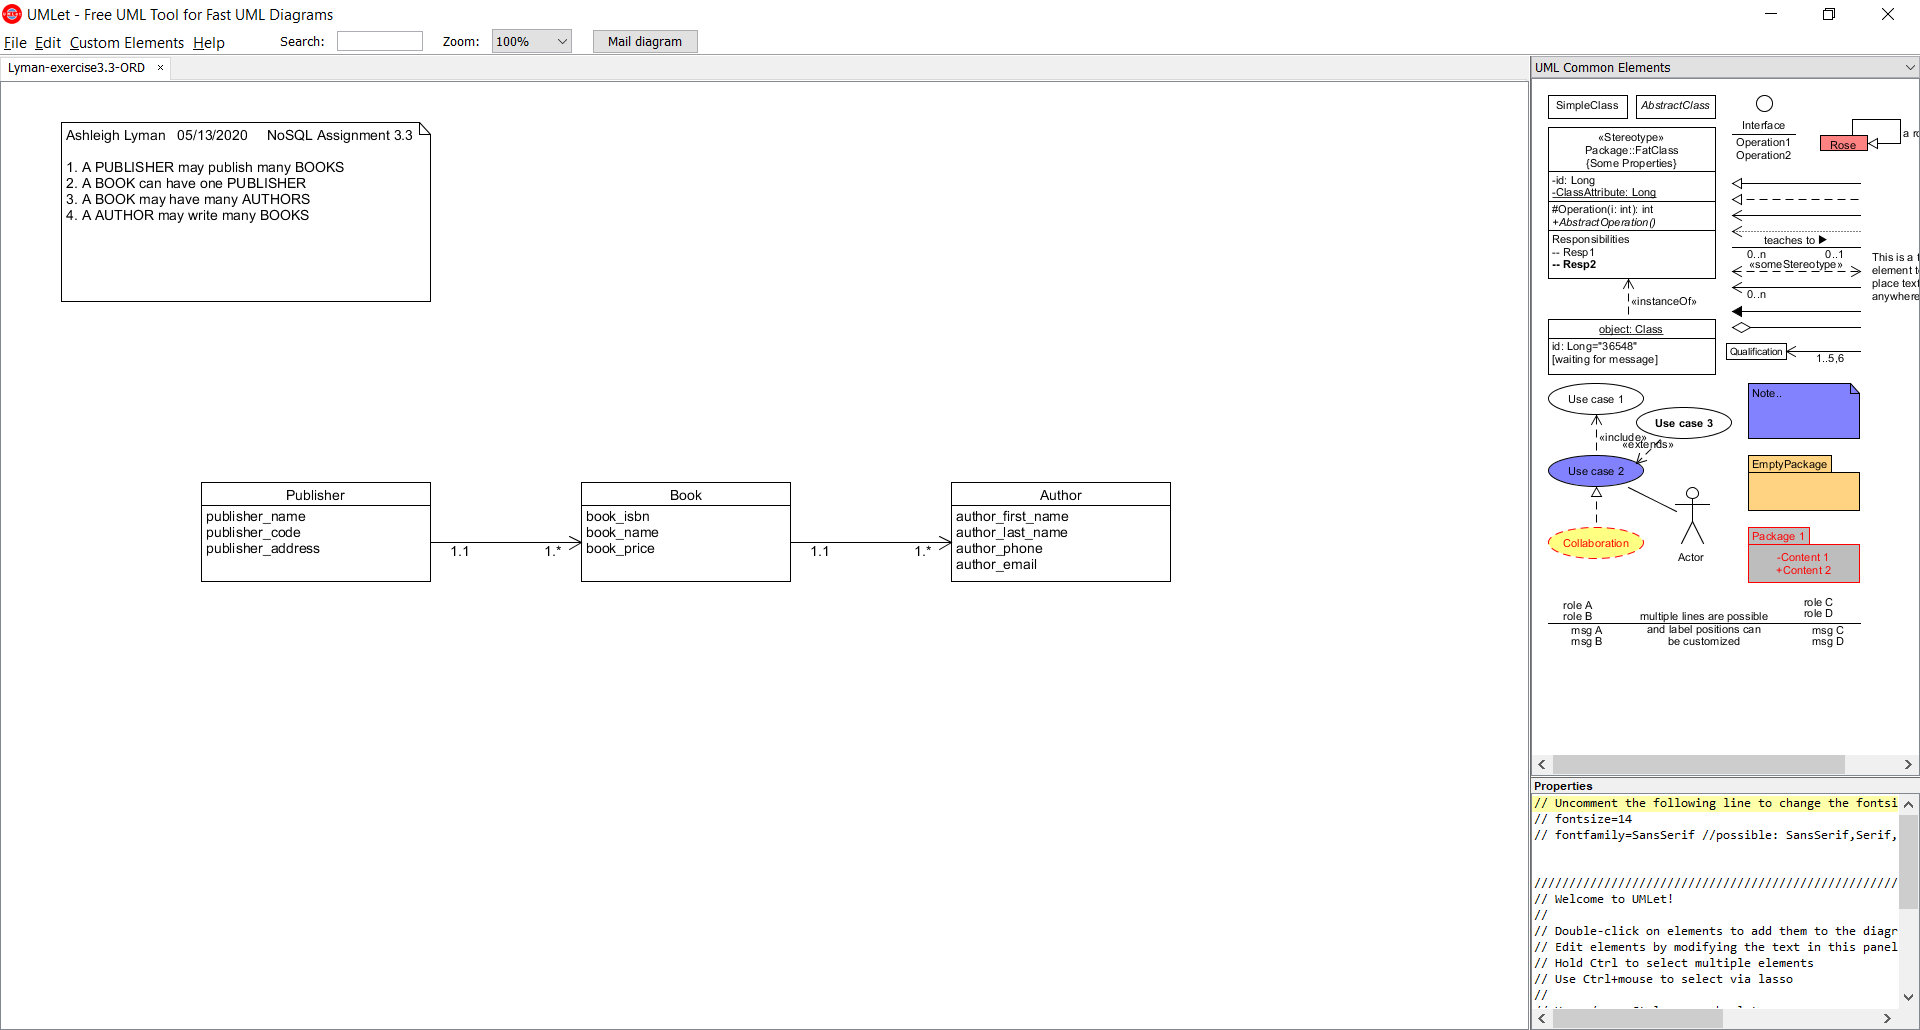 UMLet - Free UML Tool for Fast UML Diagrams
File Edit Custom Elements Help Search: Zoom: 100% Mail diagram
Lyman-exercise3.3-ORD ×
Ashleigh Lyman 05/13/2020 NoSQL Assignment 3.3
1. A PUBLISHER may publish many BOOKS
2. A BOOK can have one PUBLISHER
3. A BOOK may have many AUTHORS
4. A AUTHOR may write many BOOKS
Publisher
publisher_name
publisher_code
publisher_address
1.1 1.*
Book
book_isbn
book_name
book_price
1.1 1.*
Author
author_first_name
author_last_name
author_phone
author_email
UML Common Elements
SimpleClass
AbstractClass
«Stereotype»
Package::FatClass
{Some Properties}
-id: Long
-ClassAttribute: Long
#Operation(i: int): int
+AbstractOperation()
Responsibilities
-- Resp1
-- Resp2
«instanceOf»
object: Class
id: Long="36548"
[waiting for message]
Interface
Operation1
Operation2
Rose
a ro
teaches to
0..n 0..1
«someStereotype»
0..n
This is a t
element to
place text
anywhere
Qualification
1..5,6
Use case 1
Use case 3
«include»
«extends»
Use case 2
Collaboration
Actor
Note..
EmptyPackage
Package 1
-Content 1
+Content 2
role A
role B
msg A
msg B
multiple lines are possible
and label positions can
be customized
role C
role D
msg C
msg D
Properties
// Uncomment the following line to change the fontsi
// fontsize=14
// fontfamily=SansSerif //possible: SansSerif,Serif,
////////////////////////////////////////////////////
// Welcome to UMLet!
//
// Double-click on elements to add them to the diagr
// Edit elements by modifying the text in this panel
// Hold Ctrl to select multiple elements
// Use Ctrl+mouse to select via lasso
//